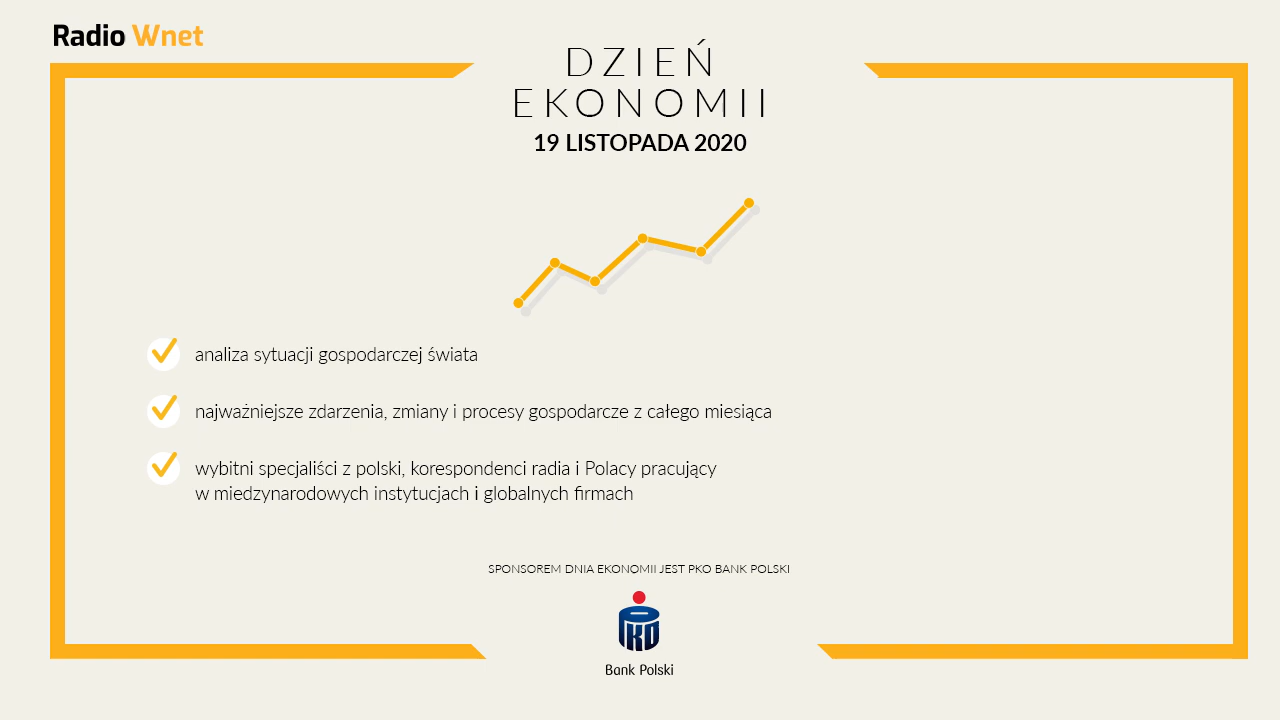 Radio Wnet
DZIEŃ
EKONOMII
19 LISTOPADA 2020
analiza sytuacji gospodarczej świata
najważniejsze zdarzenia, zmiany i procesy gospodarcze z całego miesiąca
wybitni specjaliści z polski, korespondenci radia i Polacy pracujący
w miedzynarodowych instytucjach i globalnych firmach
SPONSOREM DNIA EKONOMII JEST PKO BANK POLSKI
PKO
Bank Polski